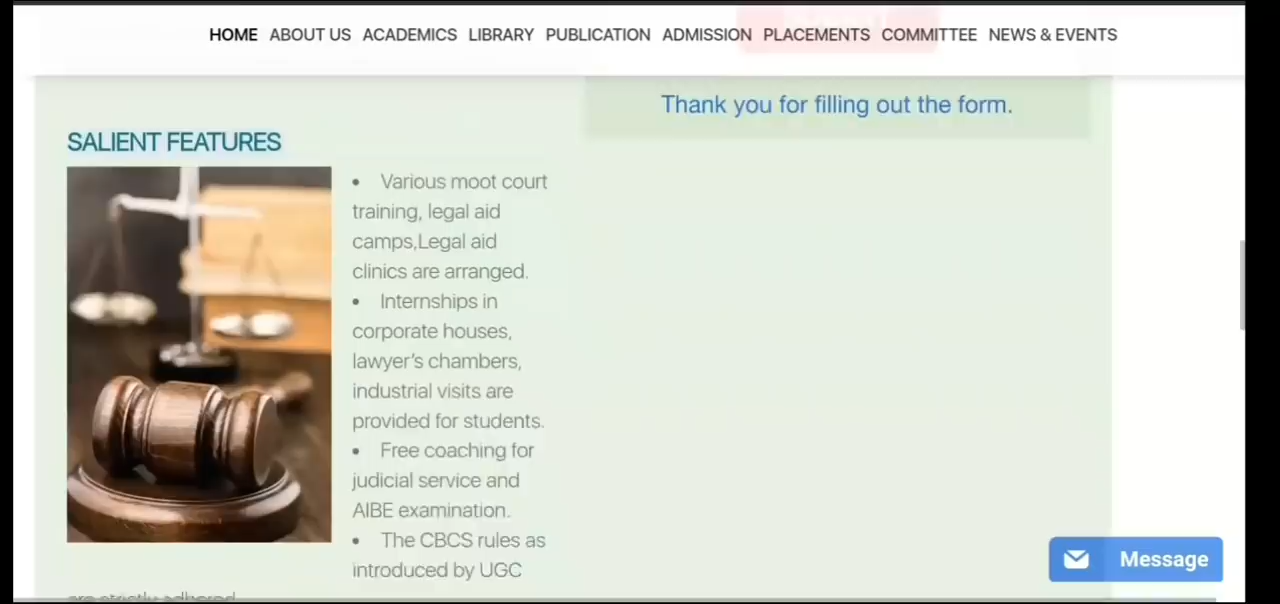 HOME ABOUT US ACADEMICS LIBRARY PUBLICATION ADMISSION PLACEMENTS COMMITTEE NEWS & EVENTS
Thank you for filling out the form.
SALIENT FEATURES
• Various moot court
training, legal aid
camps,Legal aid
clinics are arranged.
• Internships in
corporate houses,
lawyer’s chambers,
industrial visits are
provided for students.
• Free coaching for
judicial service and
AIBE examination.
• The CBCS rules as
introduced by UGC
are strictly adhered
Message